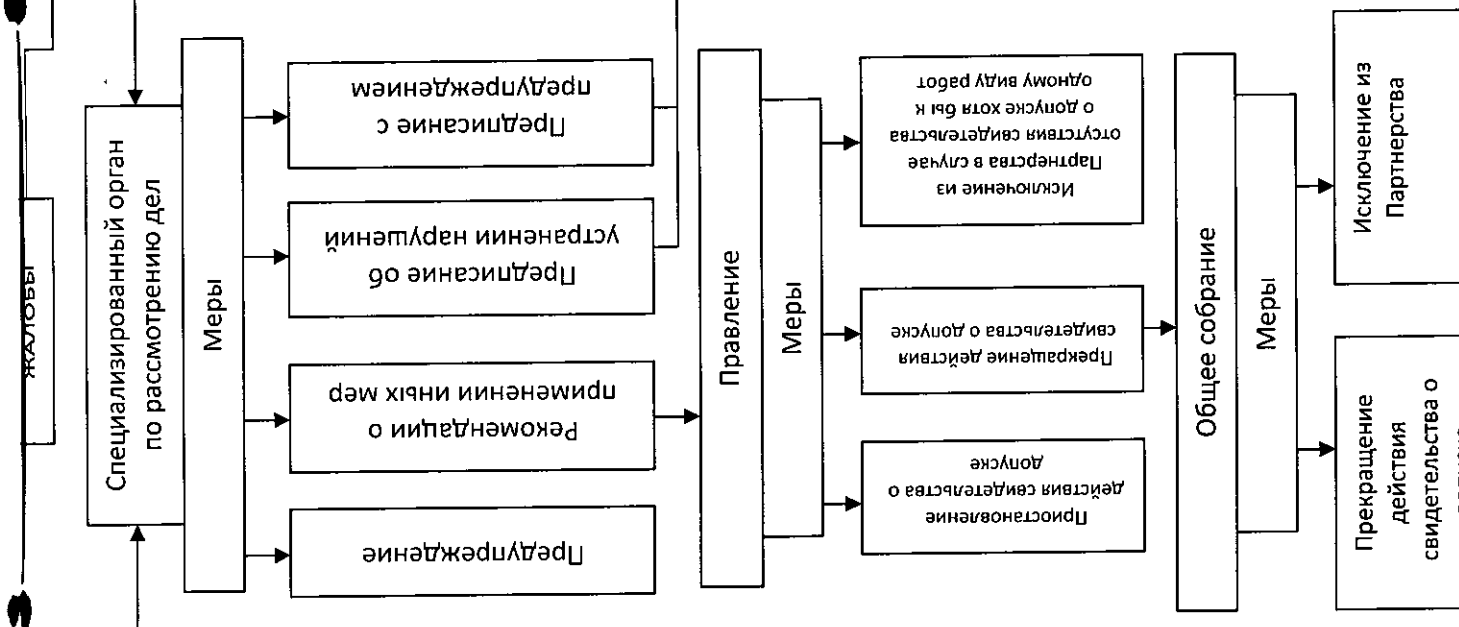 ЖАЛОБЫ
Специализированный орган
по рассмотрению дел
Меры
Предупреждение
Рекомендации о
применении иных мер
Предписание об
устранении нарушений
Предписание с
предупреждением
Правление
Меры
Приостановление
действия свидетельства о
допуске
Прекращение действия
свидетельства о допуске
Исключение из
Партнерства в случае
отсутствия свидетельства
о допуске хотя бы к
одному виду работ
Общее собрание
Меры
Прекращение
действия
свидетельства о
Исключение из
Партнерства